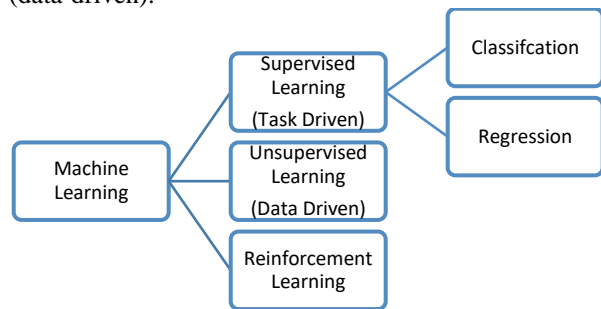 (data driven).
Supervised
Learning
(Task Driven)
Classifcation
Regression
Machine
Learning
Unsupervised
Learning
(Data Driven)
Reinforcement
Learning